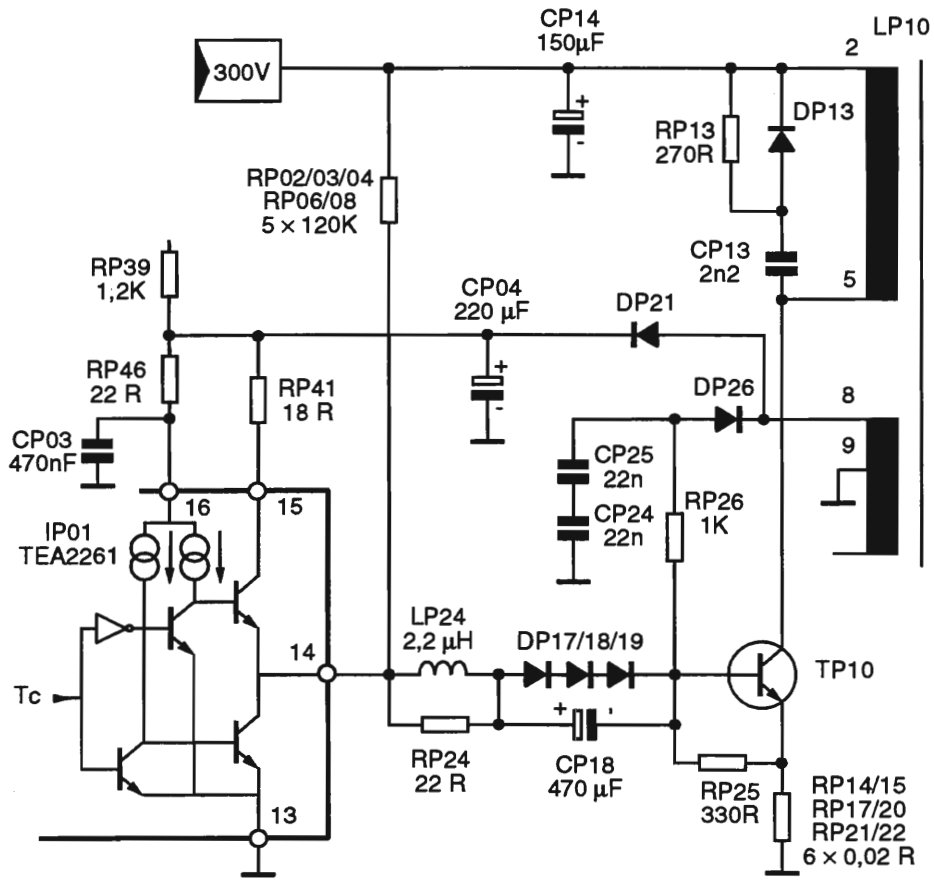 CP14
150µF
LP10
2
300V
+
-
RP13
270R
DP13
RP02/03/04
RP06/08
5 × 120K
CP13
2n2
5
RP39
1,2K
CP04
220 µF
DP21
+
-
RP46
22 R
RP41
18 R
DP26
8
CP03
470nF
CP25
22n
9
CP24
22n
RP26
1K
16
15
IP01
TEA2261
LP24
2,2 µH
DP17/18/19
14
TP10
Tc
+
-
RP24
22 R
CP18
470 µF
RP25
330R
RP14/15
RP17/20
RP21/22
6 × 0,02 R
13